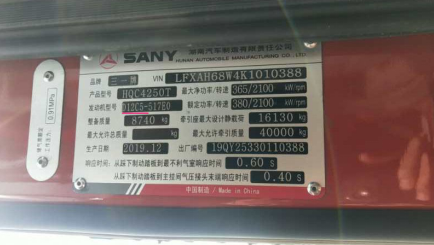 SANY
汽车制造有限责任公司
HUNAN AUTOMOBILE MANUFACTURING CO., LTD
品牌 三一牌 VIN LFXAH68W4K1010388
产品型号 HQC4250T 最大净功率/转速 365/2100 kW/rpm
发动机型号 D12C5-517E0 额定功率/转速 380/2100 kW/rpm
整备质量 8740 kg 牵引座最大设计静载荷 16130 kg
最大允许总质量 kg 最大允许牵引质量 40000 kg
生产日期 2019.12 出厂编号 19QY25330110388
响应时间：从踩下制动踏板到最不利气室响应时间 0.60 s
从踩下制动踏板到主挂间气压接头末端响应时间 0.40 s
中国制造 / Made in China
0.91MPa